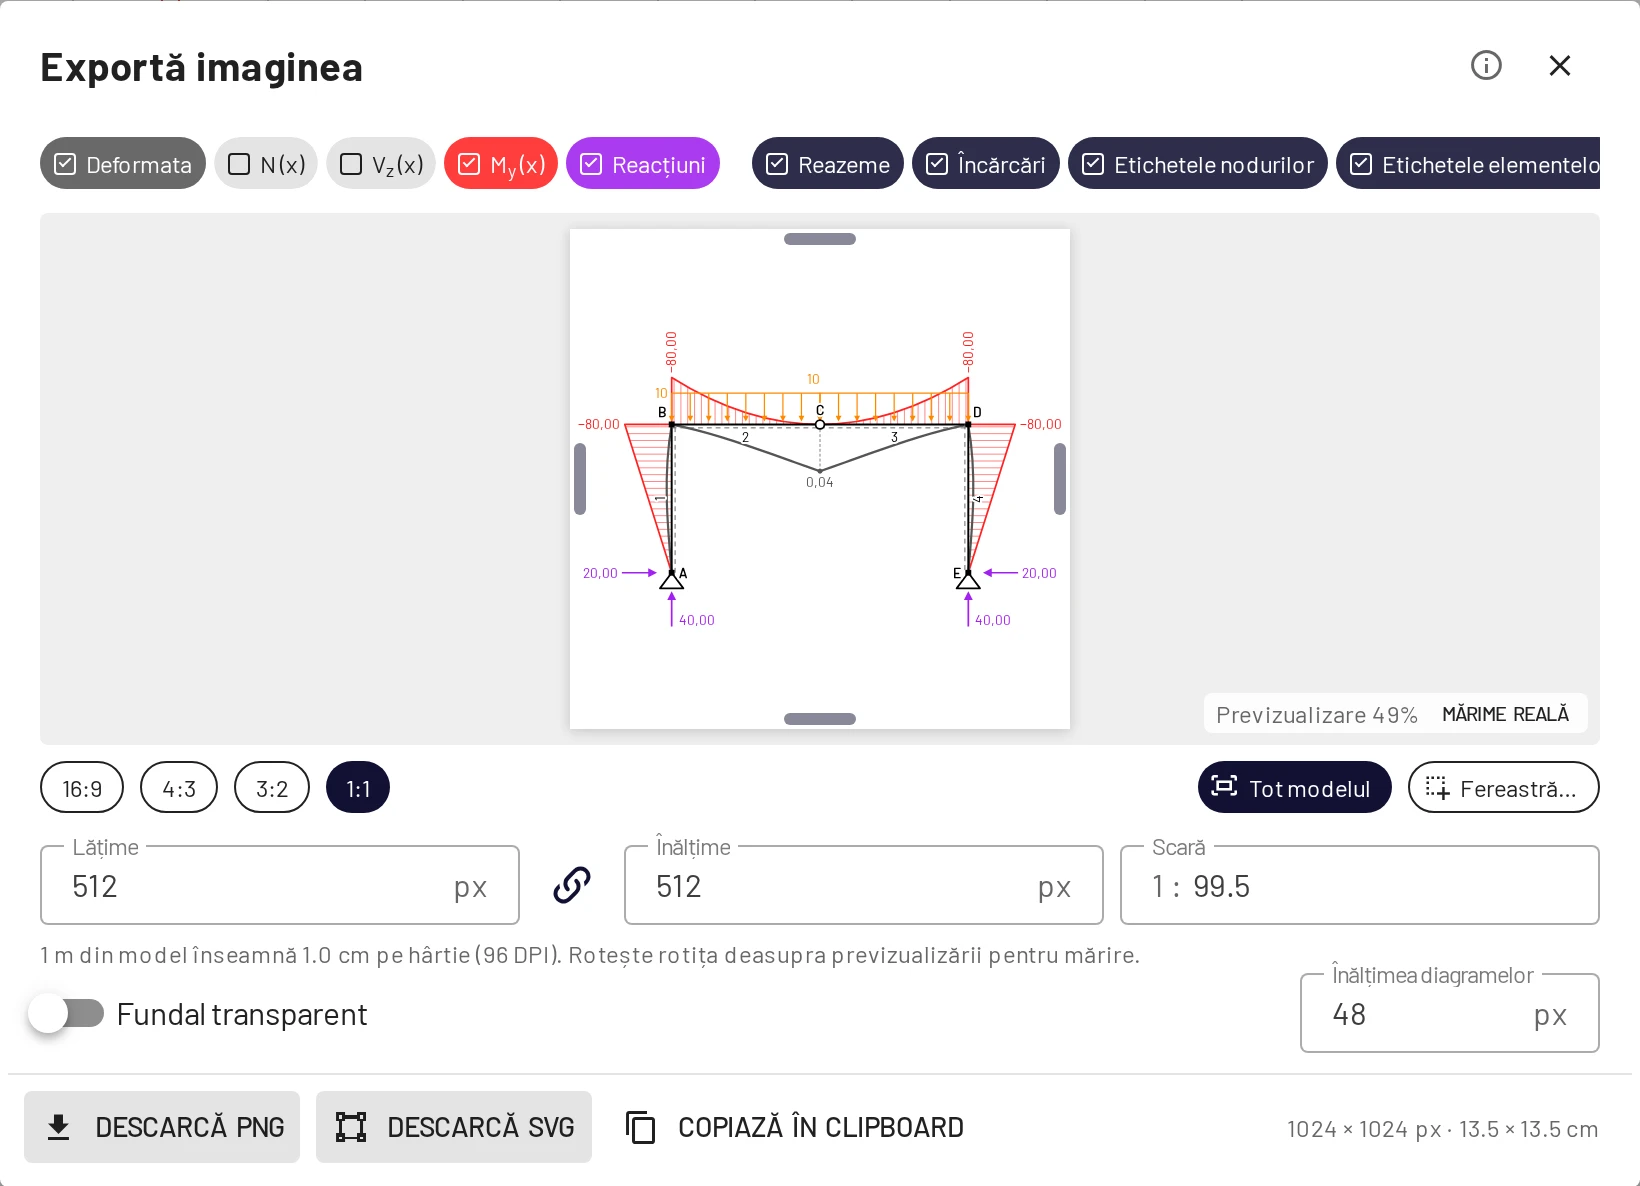 Exportă imaginea
Deformata
N(x)
Vz(x)
My(x)
Reacțiuni
Reazeme
Încărcări
Etichetele nodurilor
Etichetele elementelo
-80,00
-80,00
10
10
B
C
D
-80,00
-80,00
2
3
0,04
1
4
20,00
A
E
20,00
40,00
40,00
Previzualizare 49%
MĂRIME REALĂ
16:9
4:3
3:2
1:1
Tot modelul
Fereastră...
Lățime
512 px
Înălțime
512 px
Scară
1 : 99.5
1 m din model înseamnă 1.0 cm pe hârtie (96 DPI). Rotește rotița deasupra previzualizării pentru mărire.
Fundal transparent
Înălțimea diagramelor
48 px
DESCARCĂ PNG
DESCARCĂ SVG
COPIAZĂ ÎN CLIPBOARD
1024 × 1024 px · 13.5 × 13.5 cm